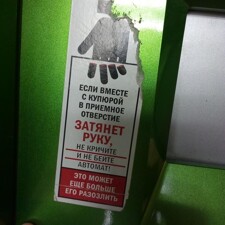 ЕСЛИ ВМЕСТЕ
С КУПЮРОЙ
В ПРИЕМНОЕ
ОТВЕРСТИЕ
ЗАТЯНЕТ
РУКУ,
НЕ КРИЧИТЕ
И НЕ БЕЙТЕ
АВТОМАТ!
ЭТО МОЖЕТ
ЕЩЕ БОЛЬШЕ
ЕГО РАЗОЗЛИТЬ